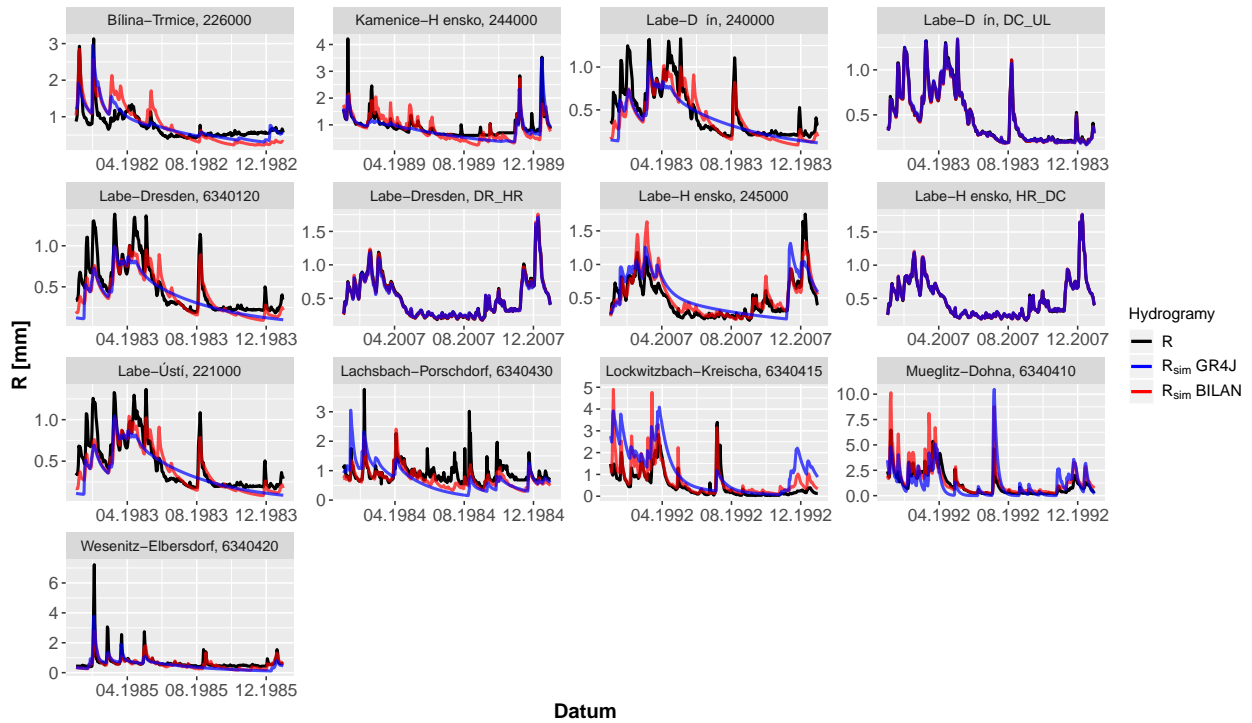 Bílina−Trmice, 226000
Kamenice−H ensko, 244000
Labe−D ín, 240000
Labe−D ín, DC_UL
3
2
1
4
3
2
1
1.0
0.5
1.0
0.5
04.1982 08.1982 12.1982
04.1989 08.1989 12.1989
04.1983 08.1983 12.1983
04.1983 08.1983 12.1983
Labe−Dresden, 6340120
Labe−Dresden, DR_HR
Labe−H ensko, 245000
Labe−H ensko, HR_DC
1.0
0.5
1.5
1.0
0.5
1.5
1.0
0.5
1.5
1.0
0.5
04.1983 08.1983 12.1983
04.2007 08.2007 12.2007
04.2007 08.2007 12.2007
04.2007 08.2007 12.2007
Labe−Ústí, 221000
Lachsbach−Porschdorf, 6340430
Lockwitzbach−Kreischa, 6340415
Mueglitz−Dohna, 6340410
1.0
0.5
3
2
1
0
5
4
3
2
1
0
10.0
7.5
5.0
2.5
0.0
04.1983 08.1983 12.1983
04.1984 08.1984 12.1984
04.1992 08.1992 12.1992
04.1992 08.1992 12.1992
Wesenitz−Elbersdorf, 6340420
6
4
2
0
04.1985 08.1985 12.1985
R [mm]
Datum
Hydrogramy
R
Rsim GR4J
Rsim BILAN